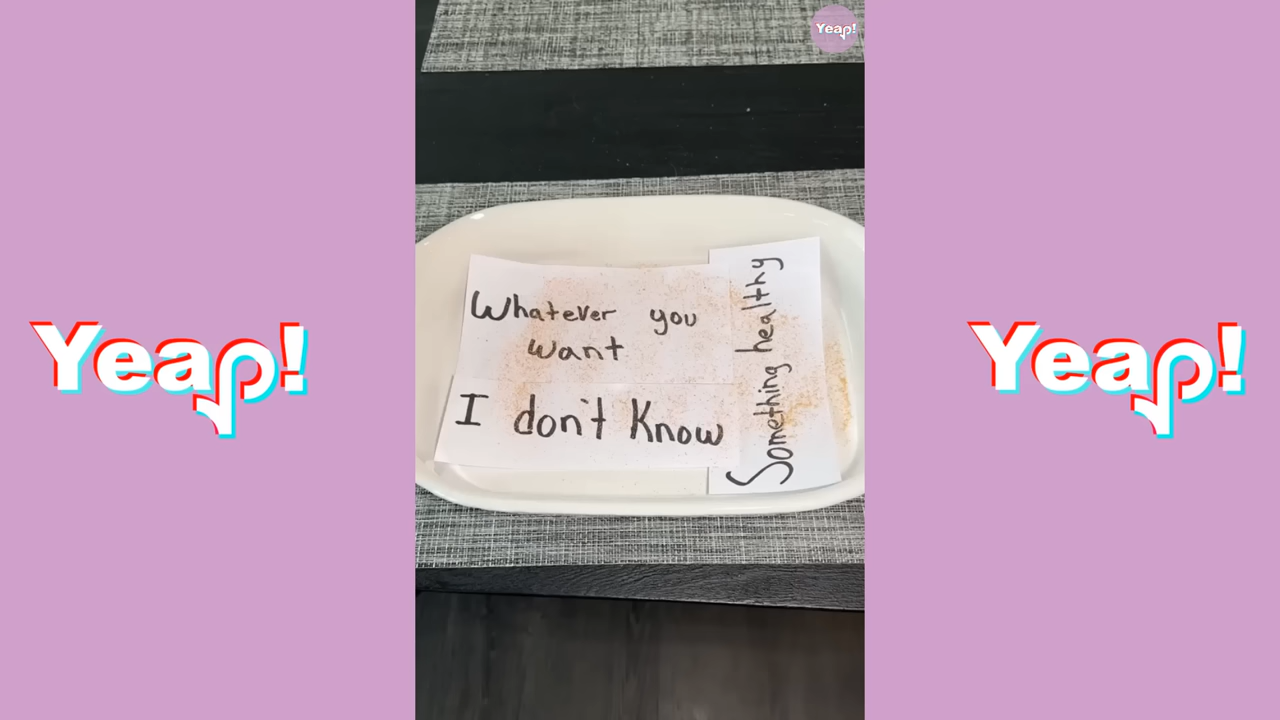 Yeap!
Whatever you
want
I don't Know
Something healthy
Yeap!
Yeap!